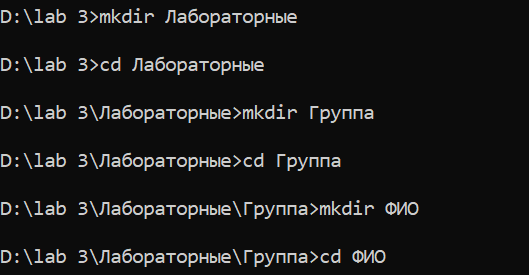 D:\lab 3>mkdir Лабораторные
D:\lab 3>cd Лабораторные
D:\lab 3\Лабораторные>mkdir Группа
D:\lab 3\Лабораторные>cd Группа
D:\lab 3\Лабораторные\Группа>mkdir ФИО
D:\lab 3\Лабораторные\Группа>cd ФИО